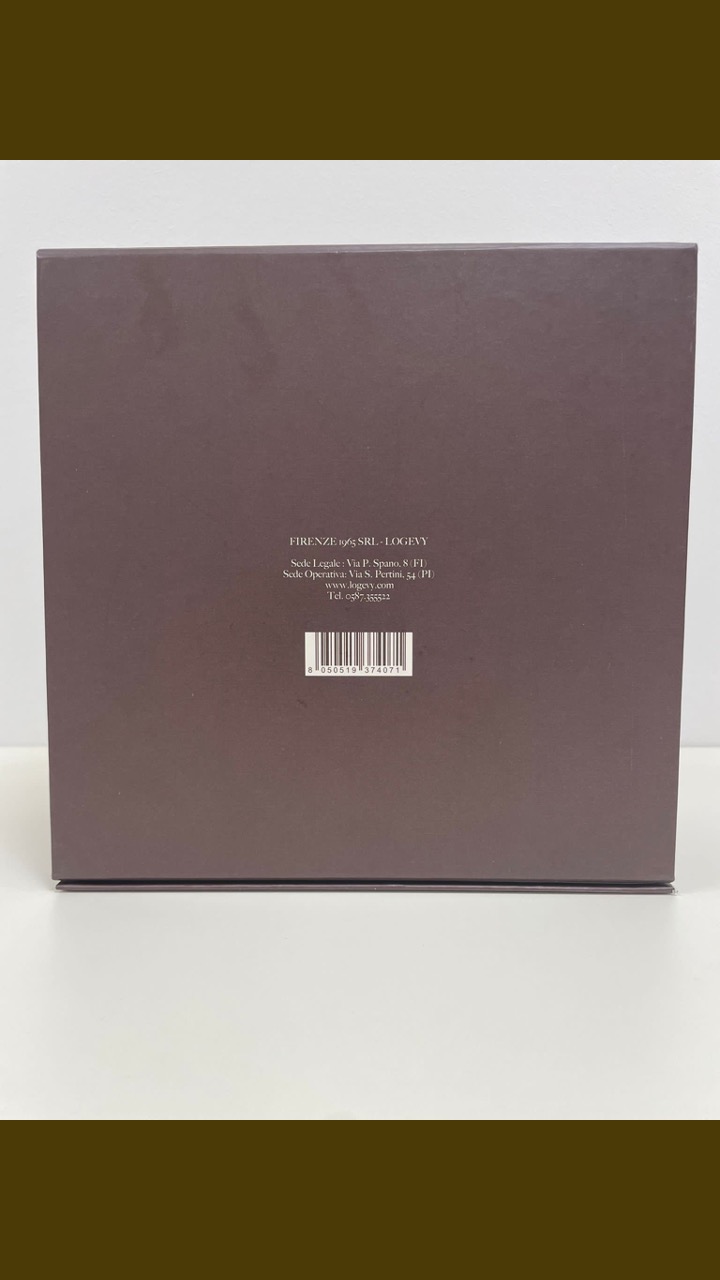 FIRENZE 1965 SRL - LOGEVY
Sede Legale : Via P. Spano, 8 (FI)
Sede Operativa: Via S. Pertini, 54 (PI)
www.logevy.com
Tel. 0587.355522
8 050519 374071